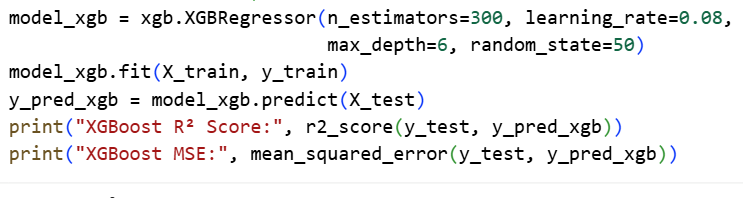 model_xgb = xgb.XGBRegressor(n_estimators=300, learning_rate=0.08,
max_depth=6, random_state=50)
model_xgb.fit(X_train, y_train)
y_pred_xgb = model_xgb.predict(X_test)
print("XGBoost R² Score:", r2_score(y_test, y_pred_xgb))
print("XGBoost MSE:", mean_squared_error(y_test, y_pred_xgb))